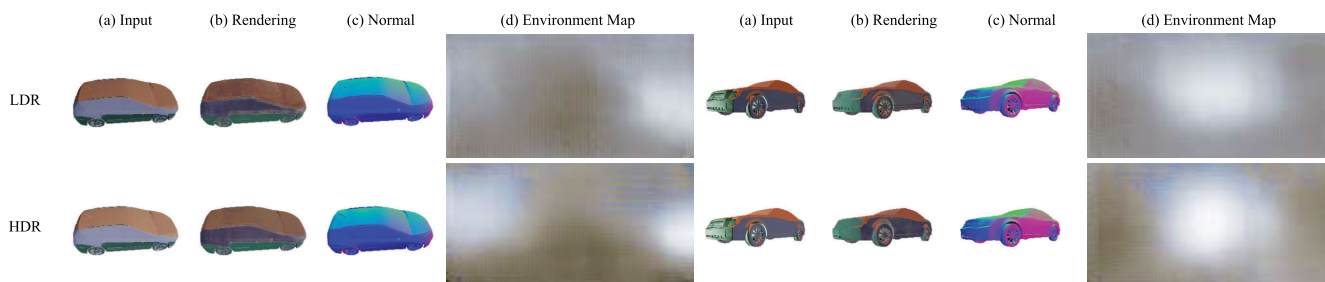 (a) Input (b) Rendering (c) Normal (d) Environment Map (a) Input (b) Rendering (c) Normal (d) Environment Map
LDR
HDR